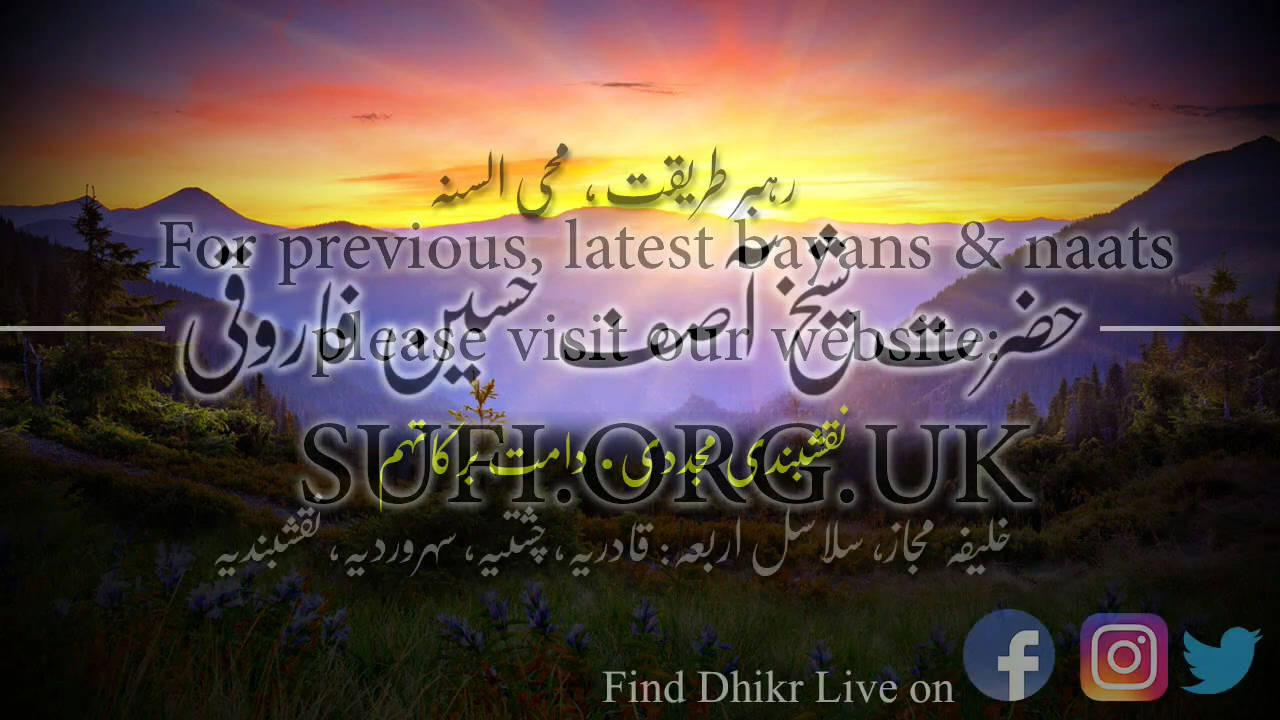 رہبر طریقت، محی السنہ
For previous, latest bayans & naats
حضرت شیخ آصف حسین فاروقی
please visit our website:
نقشبندی مجددی • دامت برکاتہم
SUFI.ORG.UK
خلیفہ مجاز، سلاسل اربعہ: قادریہ، چشتیہ، سہروردیہ، نقشبندیہ
Find Dhikr Live on